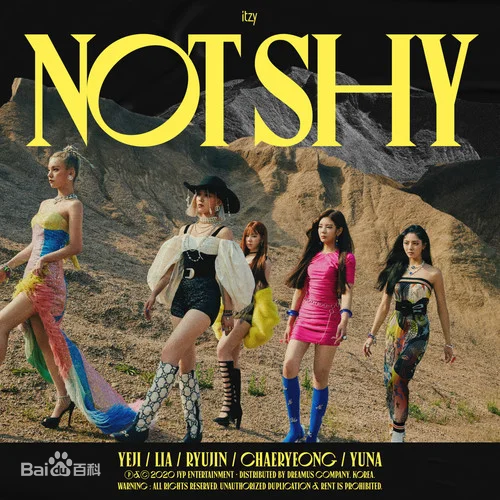 itzy
NOT SHY
YEJI / LIA / RYUJIN / CHAERYEONG / YUNA
Ⓟ&© 2020 JYP ENTERTAINMENT · DISTRIBUTED BY DREAMUS COMPANY. KOREA.
WARNING : ALL RIGHTS RESERVED. UNAUTHORIZED DUPLICATION & RENT IS PROHIBITED.
Bai百科